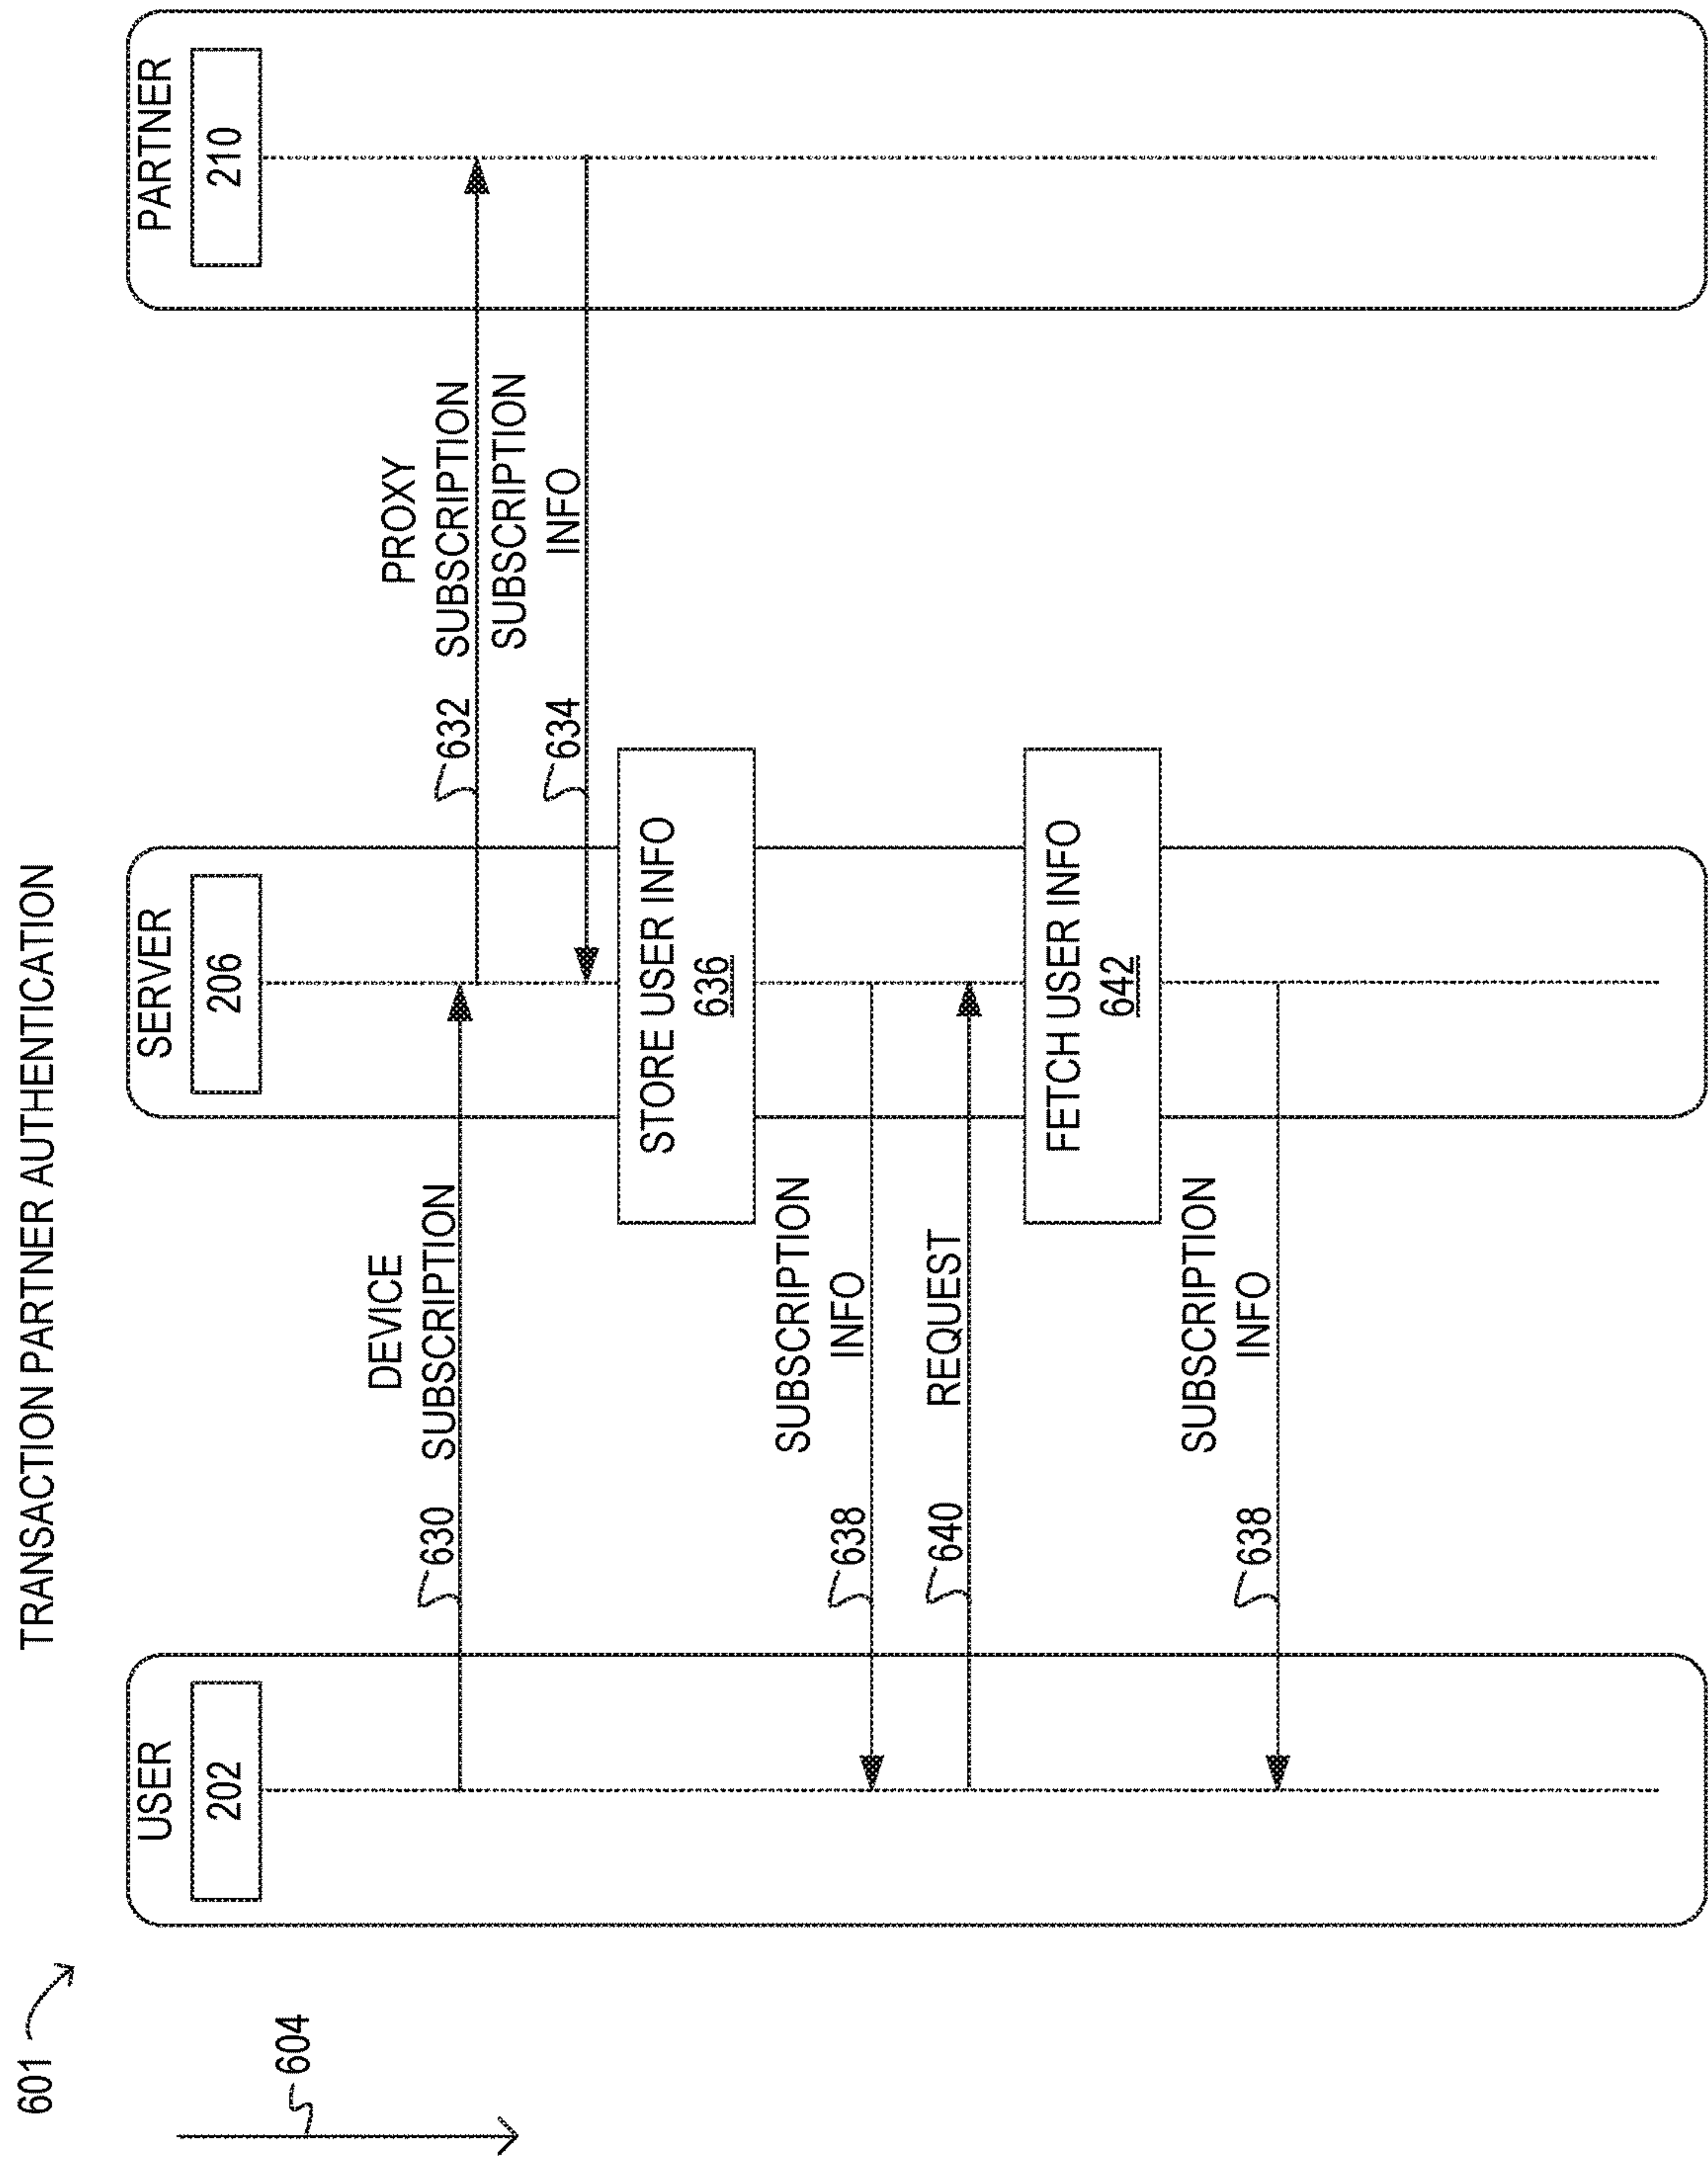 601
TRANSACTION PARTNER AUTHENTICATION
604
USER
202
SERVER
206
PARTNER
210
630
DEVICE
SUBSCRIPTION
632
PROXY
SUBSCRIPTION
634
SUBSCRIPTION
INFO
STORE USER INFO
636
638
SUBSCRIPTION
INFO
640
REQUEST
FETCH USER INFO
642
638
SUBSCRIPTION
INFO